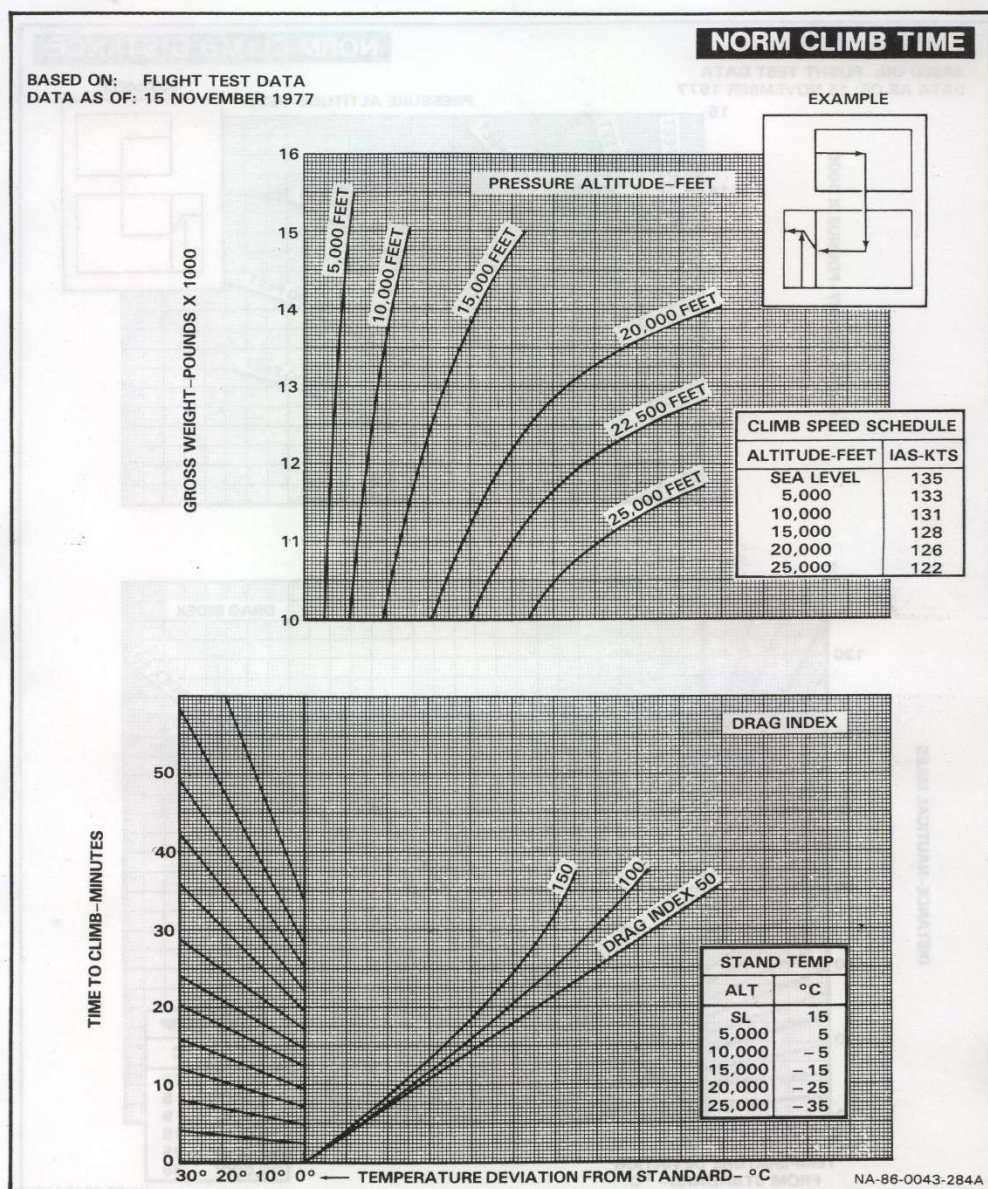 NORM CLIMB TIME
BASED ON: FLIGHT TEST DATA
DATA AS OF: 15 NOVEMBER 1977
EXAMPLE
PRESSURE ALTITUDE–FEET
GROSS WEIGHT–POUNDS X 1000
16
15
14
13
12
11
10
5,000 FEET
10,000 FEET
15,000 FEET
20,000 FEET
22,500 FEET
25,000 FEET
CLIMB SPEED SCHEDULE
ALTITUDE-FEET IAS-KTS
SEA LEVEL 135
5,000 133
10,000 131
15,000 128
20,000 126
25,000 122
DRAG INDEX
TIME TO CLIMB–MINUTES
50
40
30
20
10
0
150
100
DRAG INDEX 50
STAND TEMP
ALT °C
SL 15
5,000 5
10,000 –5
15,000 –15
20,000 –25
25,000 –35
30° 20° 10° 0° ← TEMPERATURE DEVIATION FROM STANDARD– °C
NA-86-0043-284A